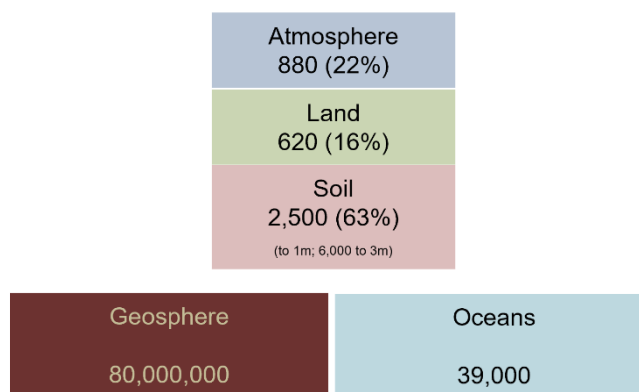 Atmosphere
880 (22%)
Land
620 (16%)
Soil
2,500 (63%)
(to 1m; 6,000 to 3m)
Geosphere
80,000,000
Oceans
39,000